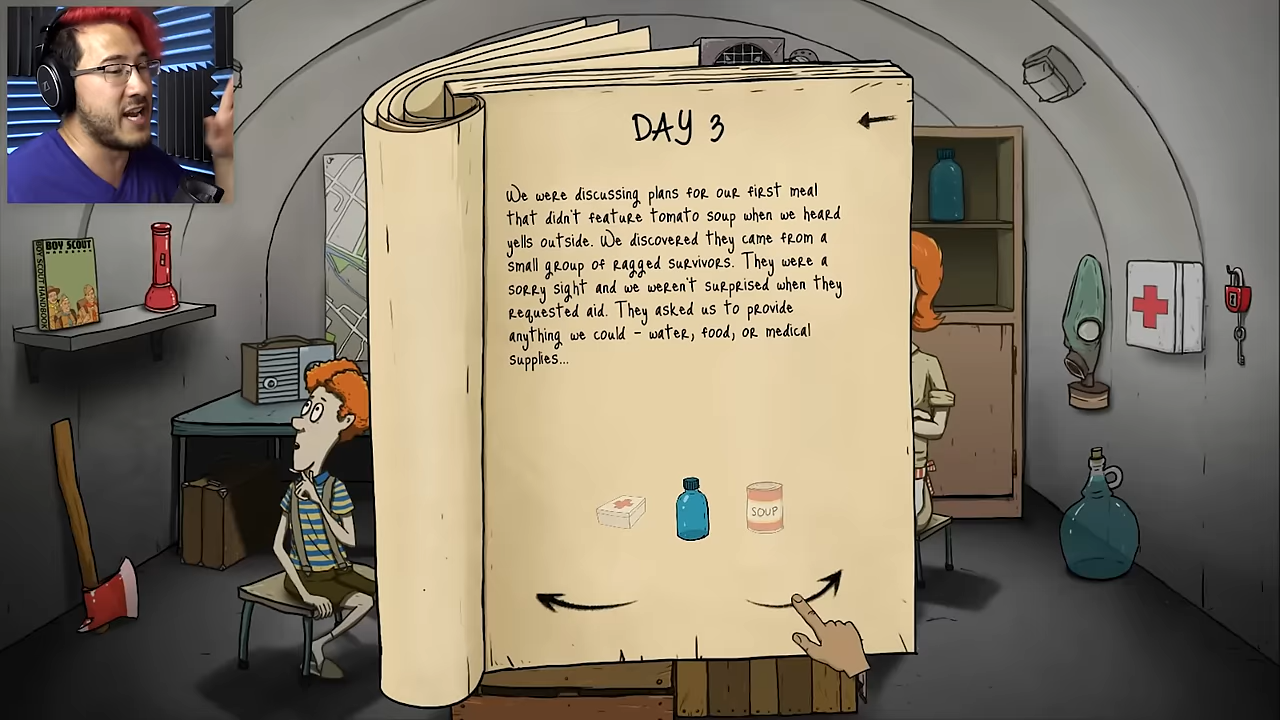 DAY 3
We were discussing plans for our first meal
that didn't feature tomato soup when we heard
yells outside. We discovered they came from a
small group of ragged survivors. They were a
sorry sight and we weren't surprised when they
requested aid. They asked us to provide
anything we could - water, food, or medical
supplies...
SOUP
BOY SCOUT
HANDBOOK
BOY SCOUT HANDBOOK